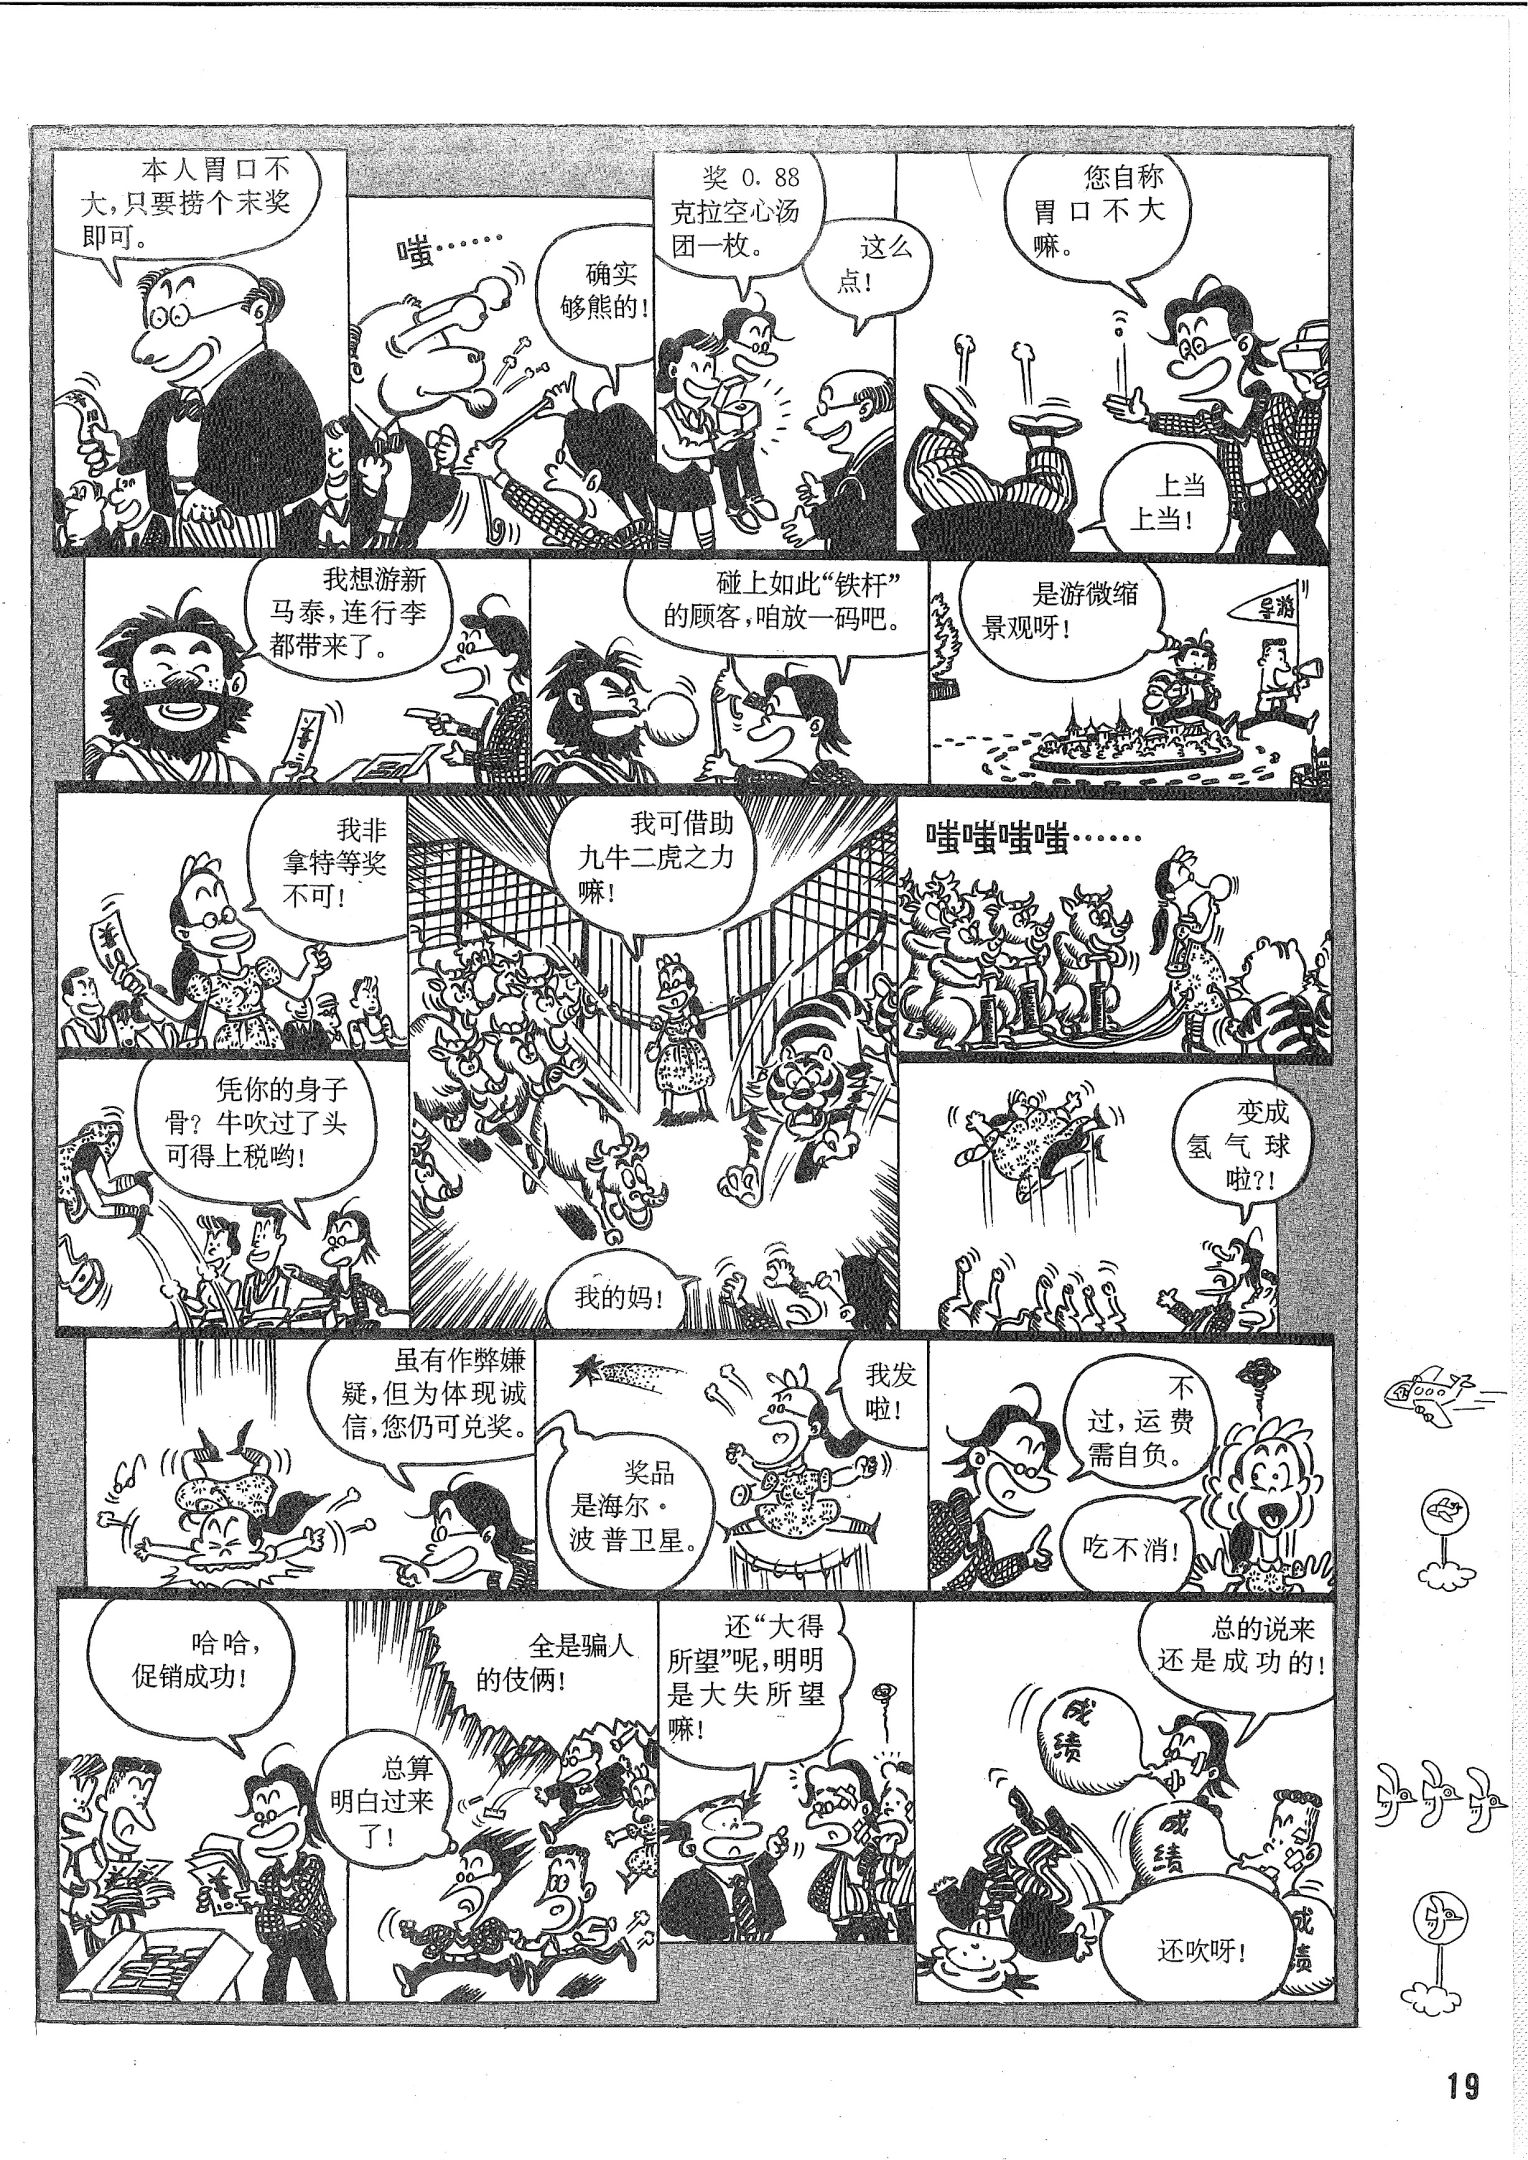 本人胃口不
大，只要捞个末奖
即可。
嗤……
确实
够熊的！
奖 0.88
克拉空心汤
团一枚。
这么
点！
您自称
胃口不大
嘛。
上当
上当！
我想游新
马泰，连行李
都带来了。
碰上如此“铁杆”
的顾客，咱放一码吧。
是游微缩
景观呀！
导游
我非
拿特等奖
不可！
奖
凭你的身子
骨？牛吹过了头
可得上税哟！
我可借助
九牛二虎之力
嘛！
我的妈！
嗤嗤嗤嗤……
变成
氢气球
啦？！
虽有作弊嫌
疑，但为体现诚
信，您仍可兑奖。
我发
啦！
奖品
是海尔·
波普卫星。
不
过，运费
需自负。
吃不消！
哈哈，
促销成功！
全是骗人
的伎俩！
总算
明白过来
了！
还“大得
所望”呢，明明
是大失所望
嘛！
总的说来
还是成功的！
成
绩
成
绩
成
绩
还吹呀！
19